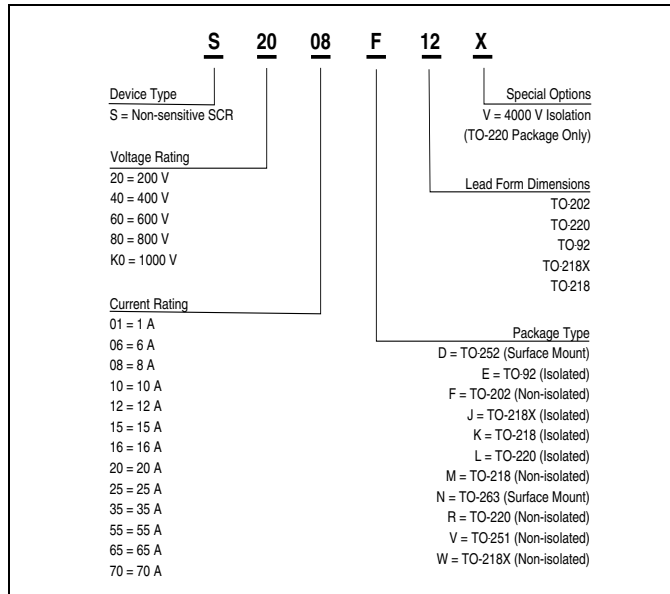 S 20 08 F 12 X
Device Type
S = Non-sensitive SCR
Voltage Rating
20 = 200 V
40 = 400 V
60 = 600 V
80 = 800 V
K0 = 1000 V
Current Rating
01 = 1 A
06 = 6 A
08 = 8 A
10 = 10 A
12 = 12 A
15 = 15 A
16 = 16 A
20 = 20 A
25 = 25 A
35 = 35 A
55 = 55 A
65 = 65 A
70 = 70 A
Special Options
V = 4000 V Isolation
(TO-220 Package Only)
Lead Form Dimensions
TO-202
TO-220
TO-92
TO-218X
TO-218
Package Type
D = TO-252 (Surface Mount)
E = TO-92 (Isolated)
F = TO-202 (Non-isolated)
J = TO-218X (Isolated)
K = TO-218 (Isolated)
L = TO-220 (Isolated)
M = TO-218 (Non-isolated)
N = TO-263 (Surface Mount)
R = TO-220 (Non-isolated)
V = TO-251 (Non-isolated)
W = TO-218X (Non-isolated)